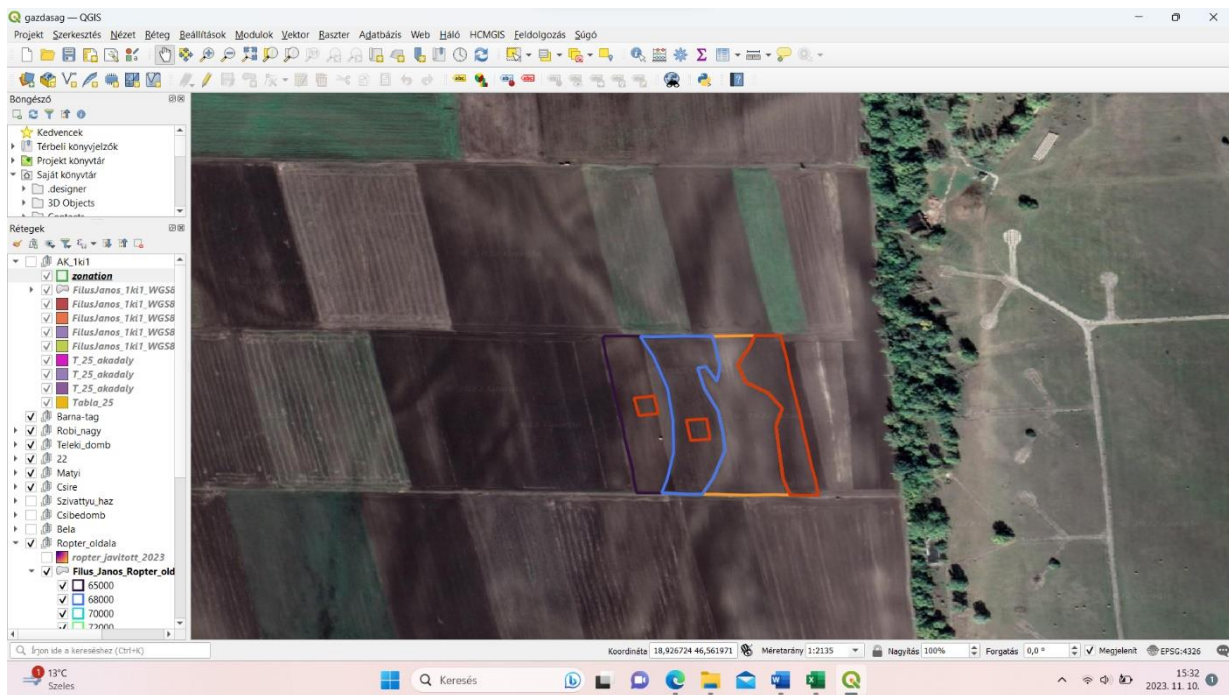 gazdasag — QGIS
Projekt Szerkesztés Nézet Réteg Beállítások Modulok Vektor Raszter Adatbázis Web Háló HCMGIS Feldolgozás Súgó
Böngésző
Kedvencek
Térbeli könyvjelzők
Projekt könyvtár
Saját könyvtár
.designer
3D Objects
Rétegek
AK_1ki1
zonation
FilusJanos_1ki1_WGS8
FilusJanos_1ki1_WGS8
FilusJanos_1ki1_WGS8
FilusJanos_1ki1_WGS8
FilusJanos_1ki1_WGS8
T_25_akadaly
T_25_akadaly
T_25_akadaly
Tabla_25
Barna-tag
Robi_nagy
Teleki_domb
22
Matyi
Csire
Szivattyu_haz
Csibedomb
Bela
Ropter_oldala
ropter_javitott_2023
Filus_Janos_Ropter_old
65000
68000
70000
72000
Írjon ide a kereséshez (Ctrl+K)
Koordináta 18,926724 46,561971 Méretarány 1:2135 Nagyítás 100% Forgatás 0,0 ° Megjelenít EPSG:4326
1
13°C
Szeles
Keresés
15:32
2023. 11. 10.